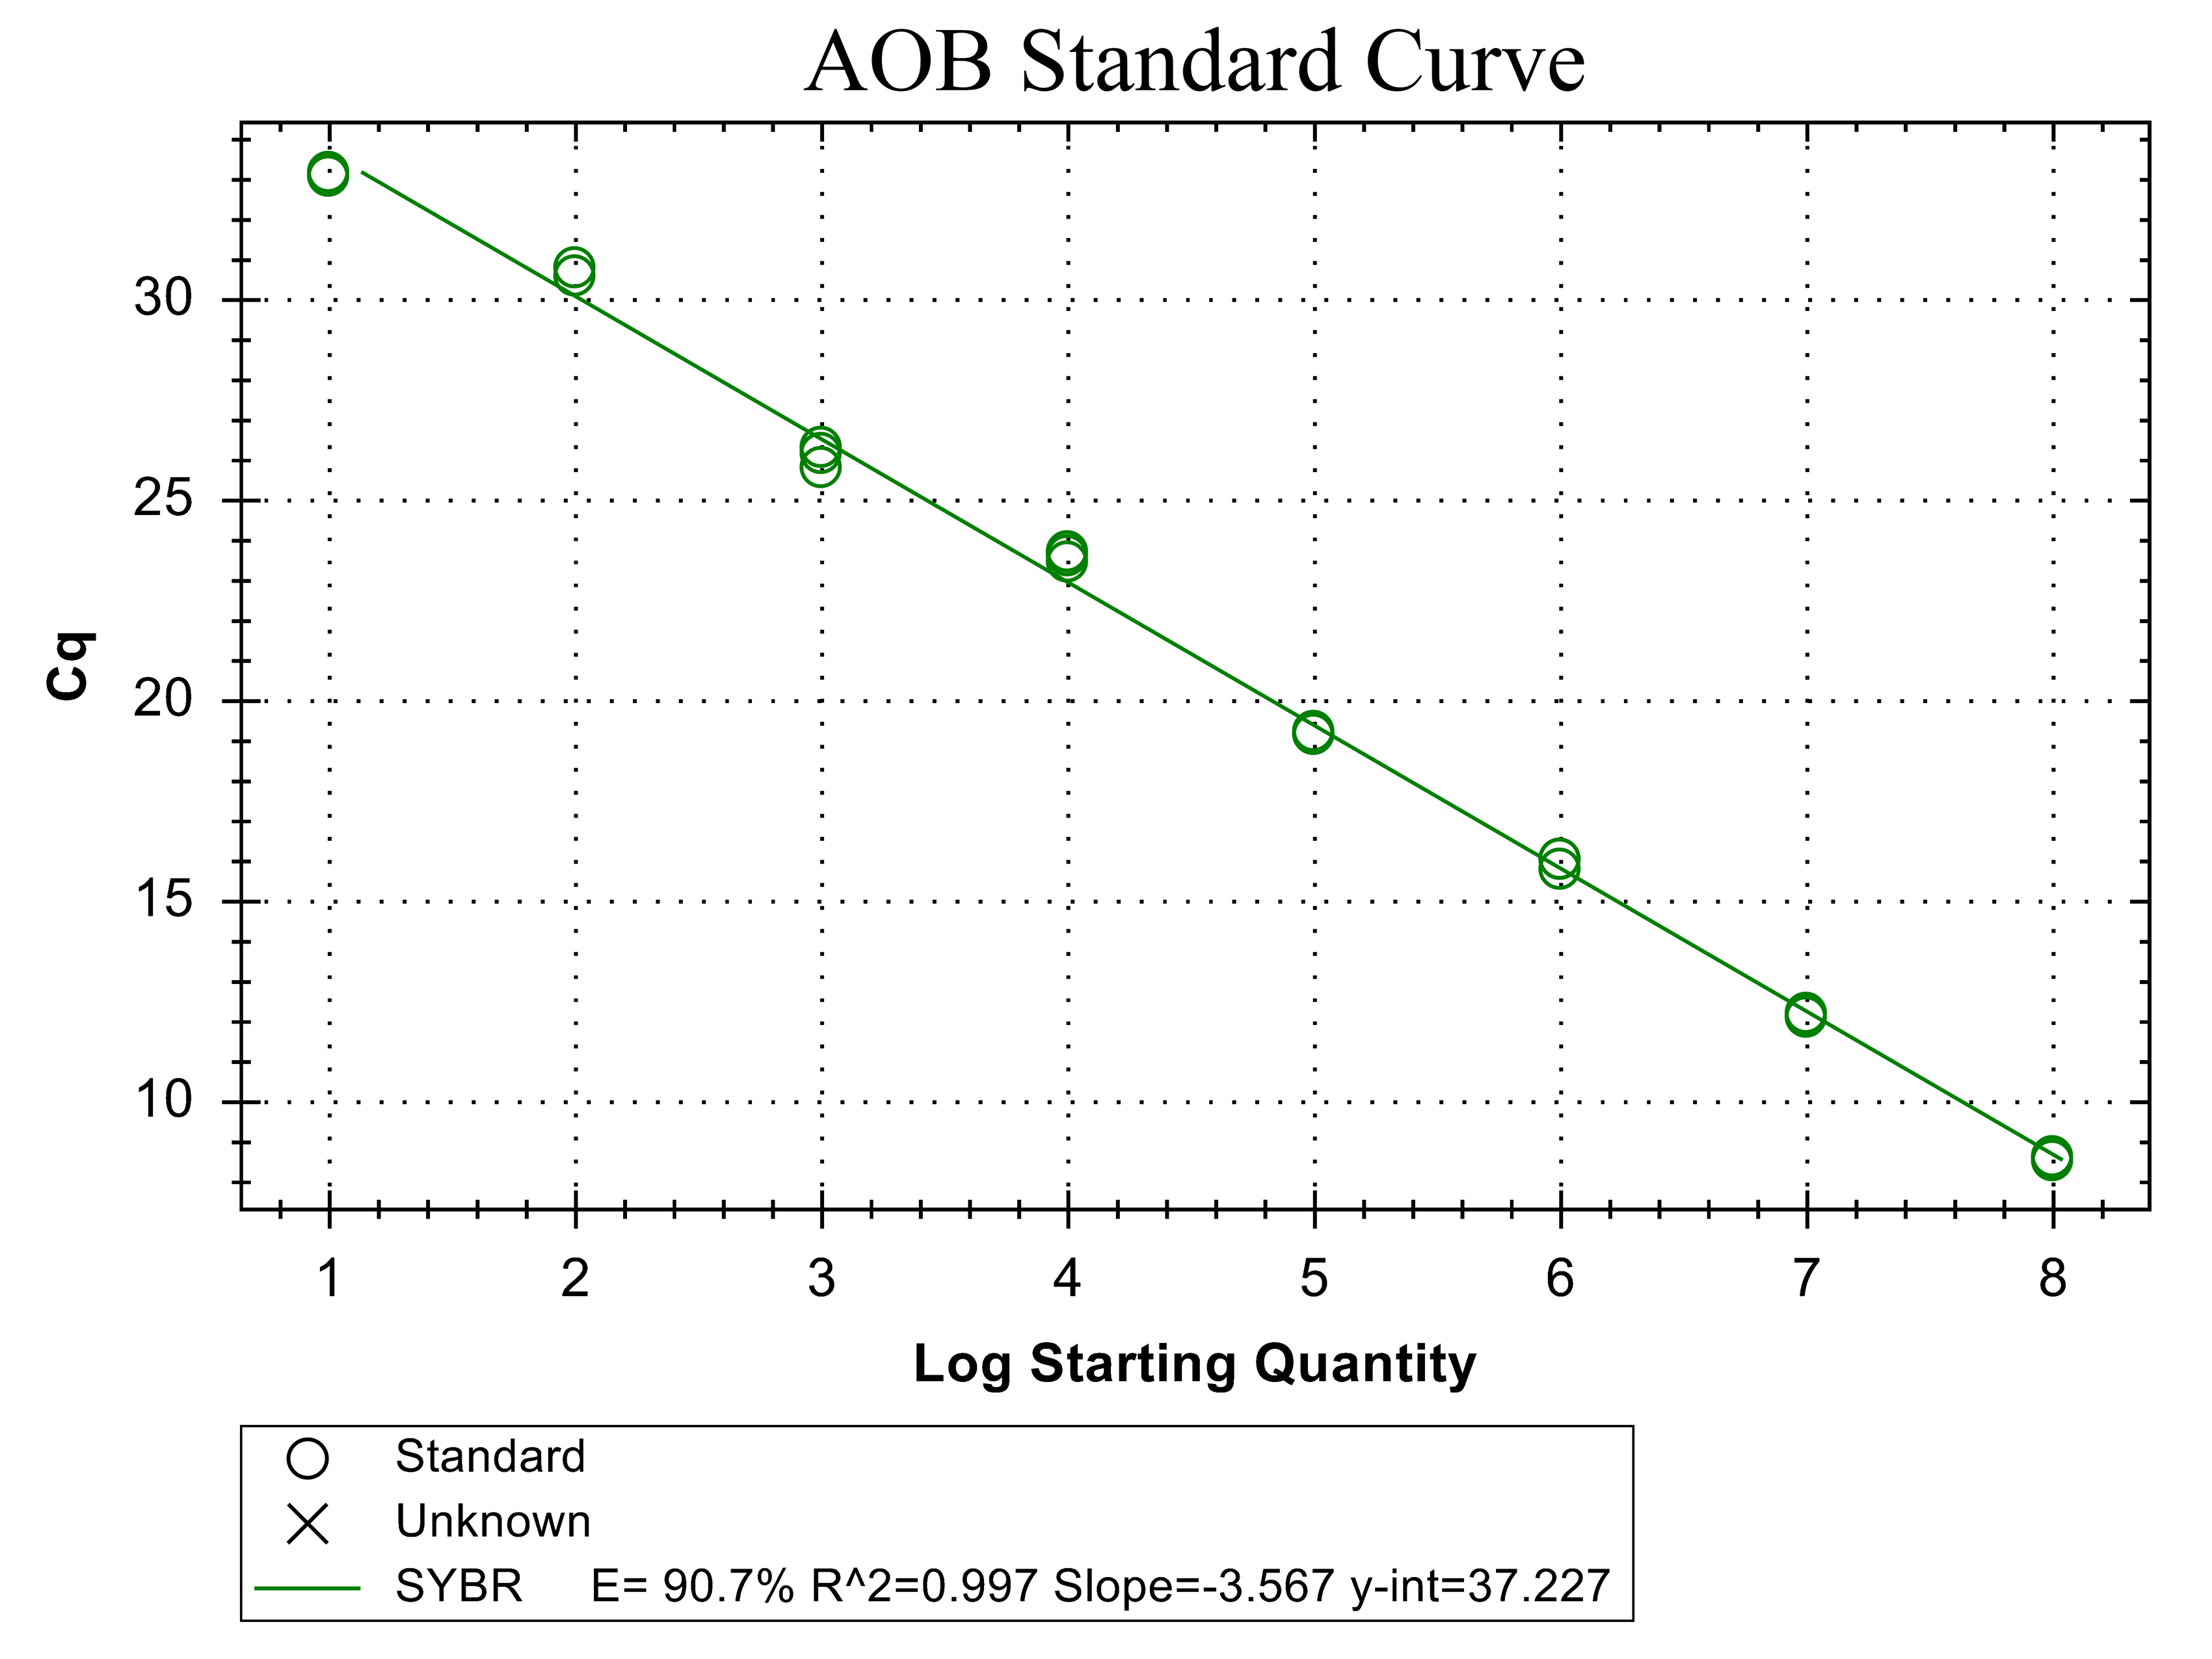 AOB Standard Curve
30
25
20
15
10
Cq
1 2 3 4 5 6 7 8
Log Starting Quantity
Standard
Unknown
SYBR E= 90.7% R^2=0.997 Slope=-3.567 y-int=37.227